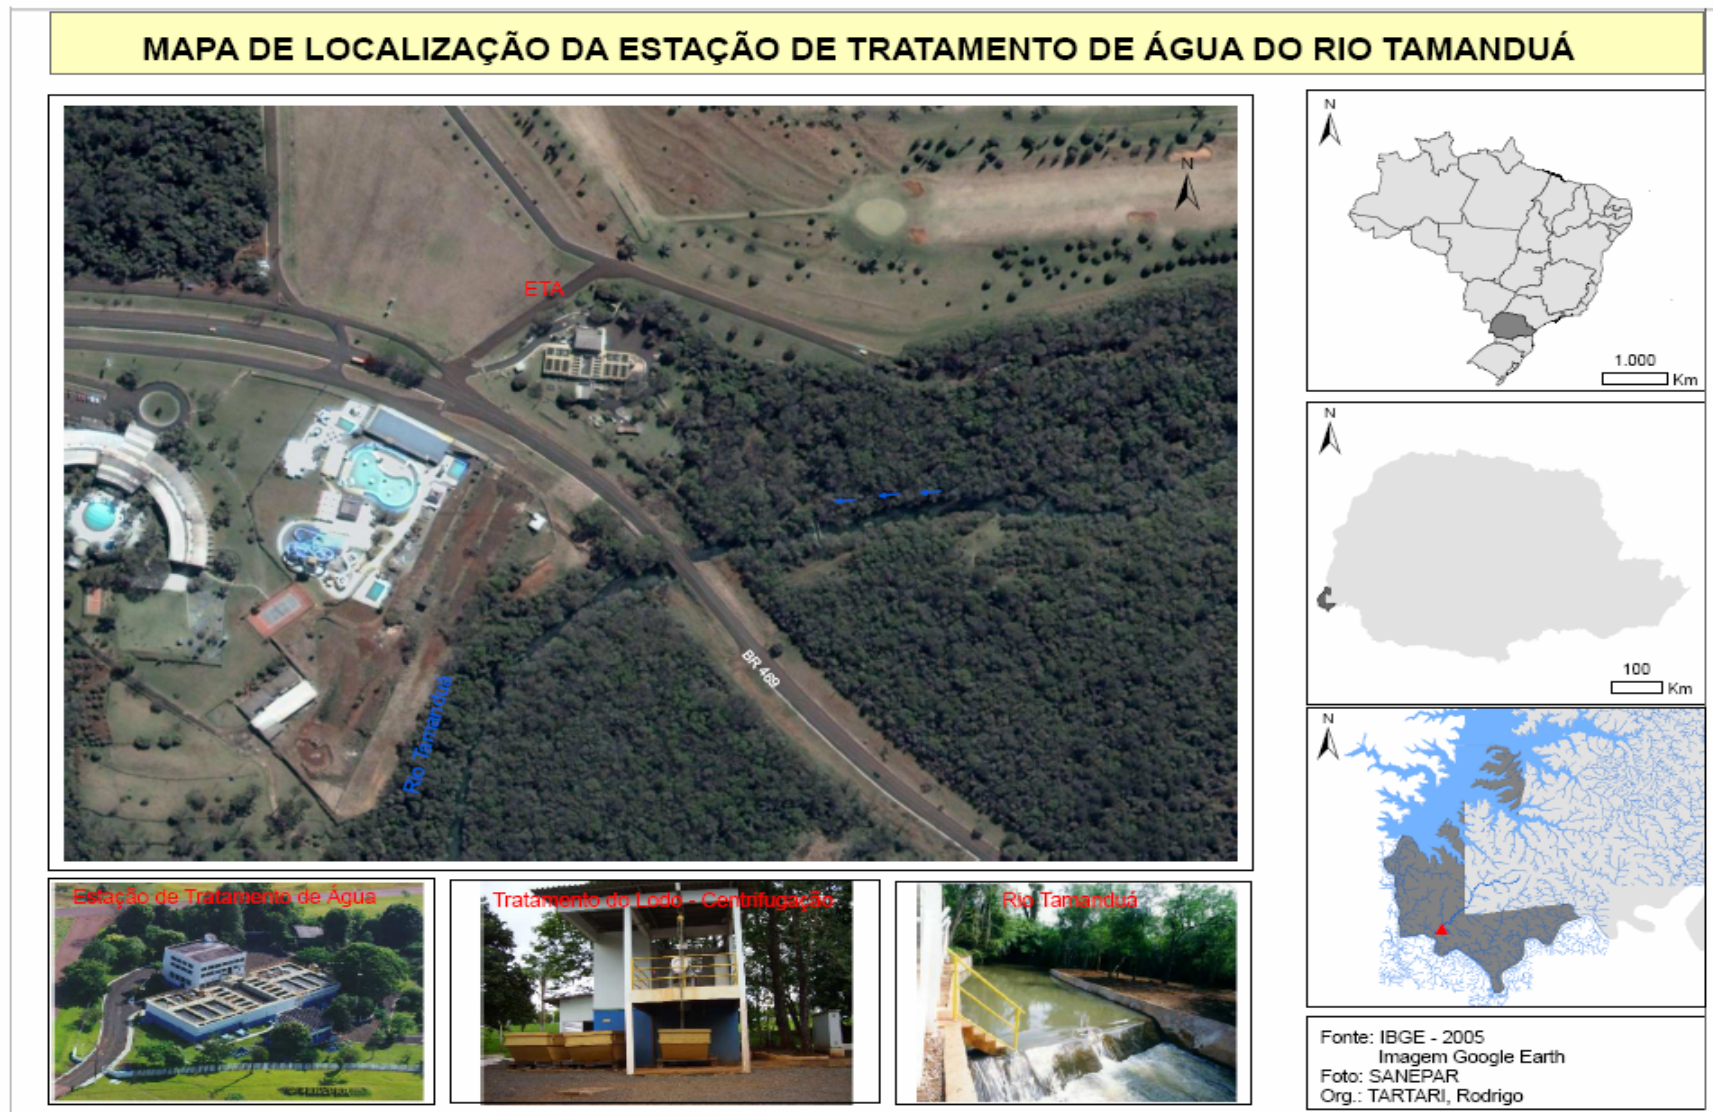 MAPA DE LOCALIZAÇÃO DA ESTAÇÃO DE TRATAMENTO DE ÁGUA DO RIO TAMANDUÁ
N
ETA
BR 469
Rio Tamanduá
N
1.000
Km
N
100
Km
N
Estação de Tratamento de Água
Tratamento do Lodo - Centrifugação
Rio Tamanduá
Fonte: IBGE - 2005
Imagem Google Earth
Foto: SANEPAR
Org.: TARTARI, Rodrigo